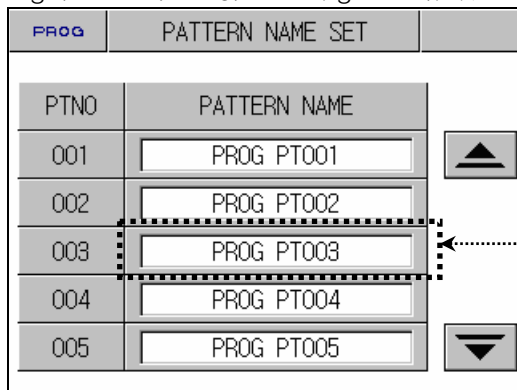 PROG PATTERN NAME SET
PTNO PATTERN NAME
001 PROG PT001
002 PROG PT002
003 PROG PT003
004 PROG PT004
005 PROG PT005